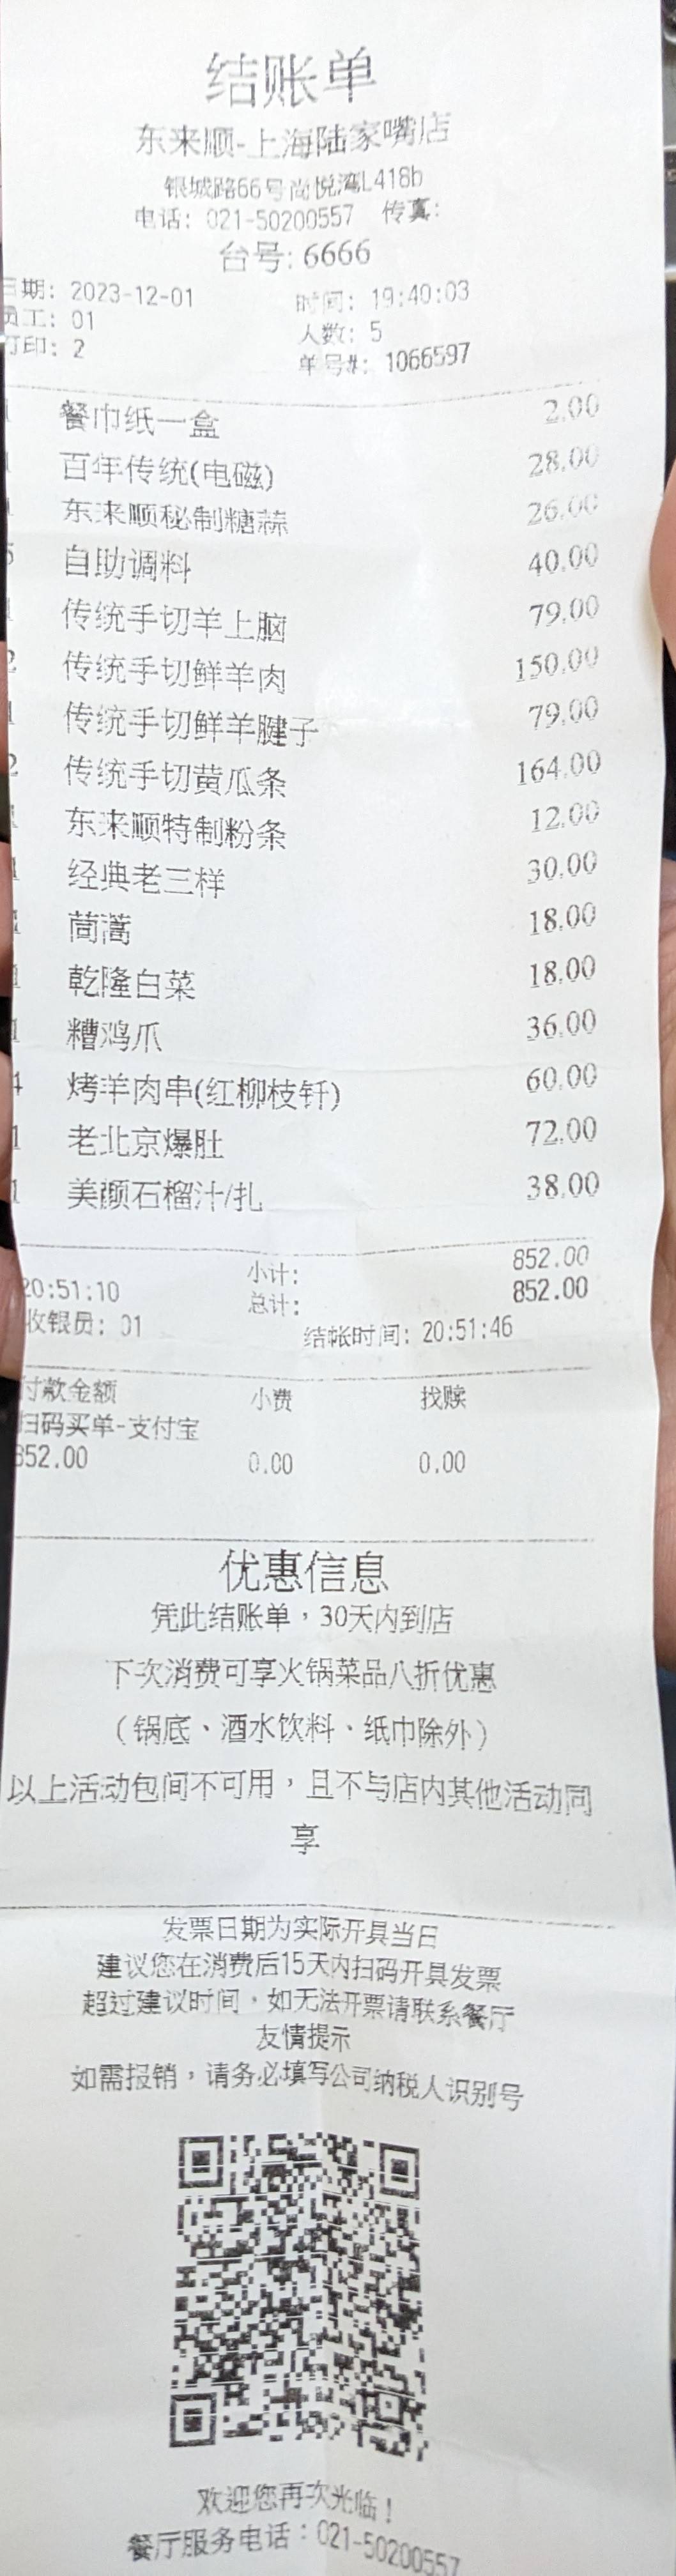 结账单
东来顺-上海陆家嘴店
银城路66号尚悦湾L418b
电话: 021-50200557 传真:
台号: 6666
日期: 2023-12-01 时间: 19:40:03
员工: 01 人数: 5
打印: 2 单号#: 1066597
1 餐巾纸一盒 2.00
1 百年传统(电磁) 28.00
1 东来顺秘制糖蒜 26.00
5 自助调料 40.00
1 传统手切羊上脑 79.00
2 传统手切鲜羊肉 150.00
1 传统手切鲜羊腱子 79.00
2 传统手切黄瓜条 164.00
1 东来顺特制粉条 12.00
1 经典老三样 30.00
1 茼蒿 18.00
1 乾隆白菜 18.00
1 糟鸡爪 36.00
4 烤羊肉串(红柳枝钎) 60.00
1 老北京爆肚 72.00
1 美颜石榴汁/扎 38.00
小计: 852.00
20:51:10 总计: 852.00
收银员: 01 结帐时间: 20:51:46
付款金额 小费 找赎
扫码买单-支付宝
852.00 0.00 0.00
优惠信息
凭此结账单，30天内到店
下次消费可享火锅菜品八折优惠
（锅底、酒水饮料、纸巾除外）
以上活动包间不可用，且不与店内其他活动同
享
发票日期为实际开具当日
建议您在消费后15天内扫码开具发票
超过建议时间，如无法开票请联系餐厅
友情提示
如需报销，请务必填写公司纳税人识别号
欢迎您再次光临！
餐厅服务电话：021-50200557